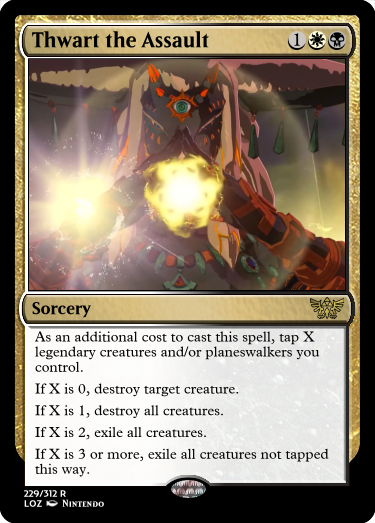 Thwart the Assault 1
Sorcery
As an additional cost to cast this spell, tap X
legendary creatures and/or planeswalkers you
control.
If X is 0, destroy target creature.
If X is 1, destroy all creatures.
If X is 2, exile all creatures.
If X is 3 or more, exile all creatures not tapped
this way.
229/312 R
LOZ Nintendo